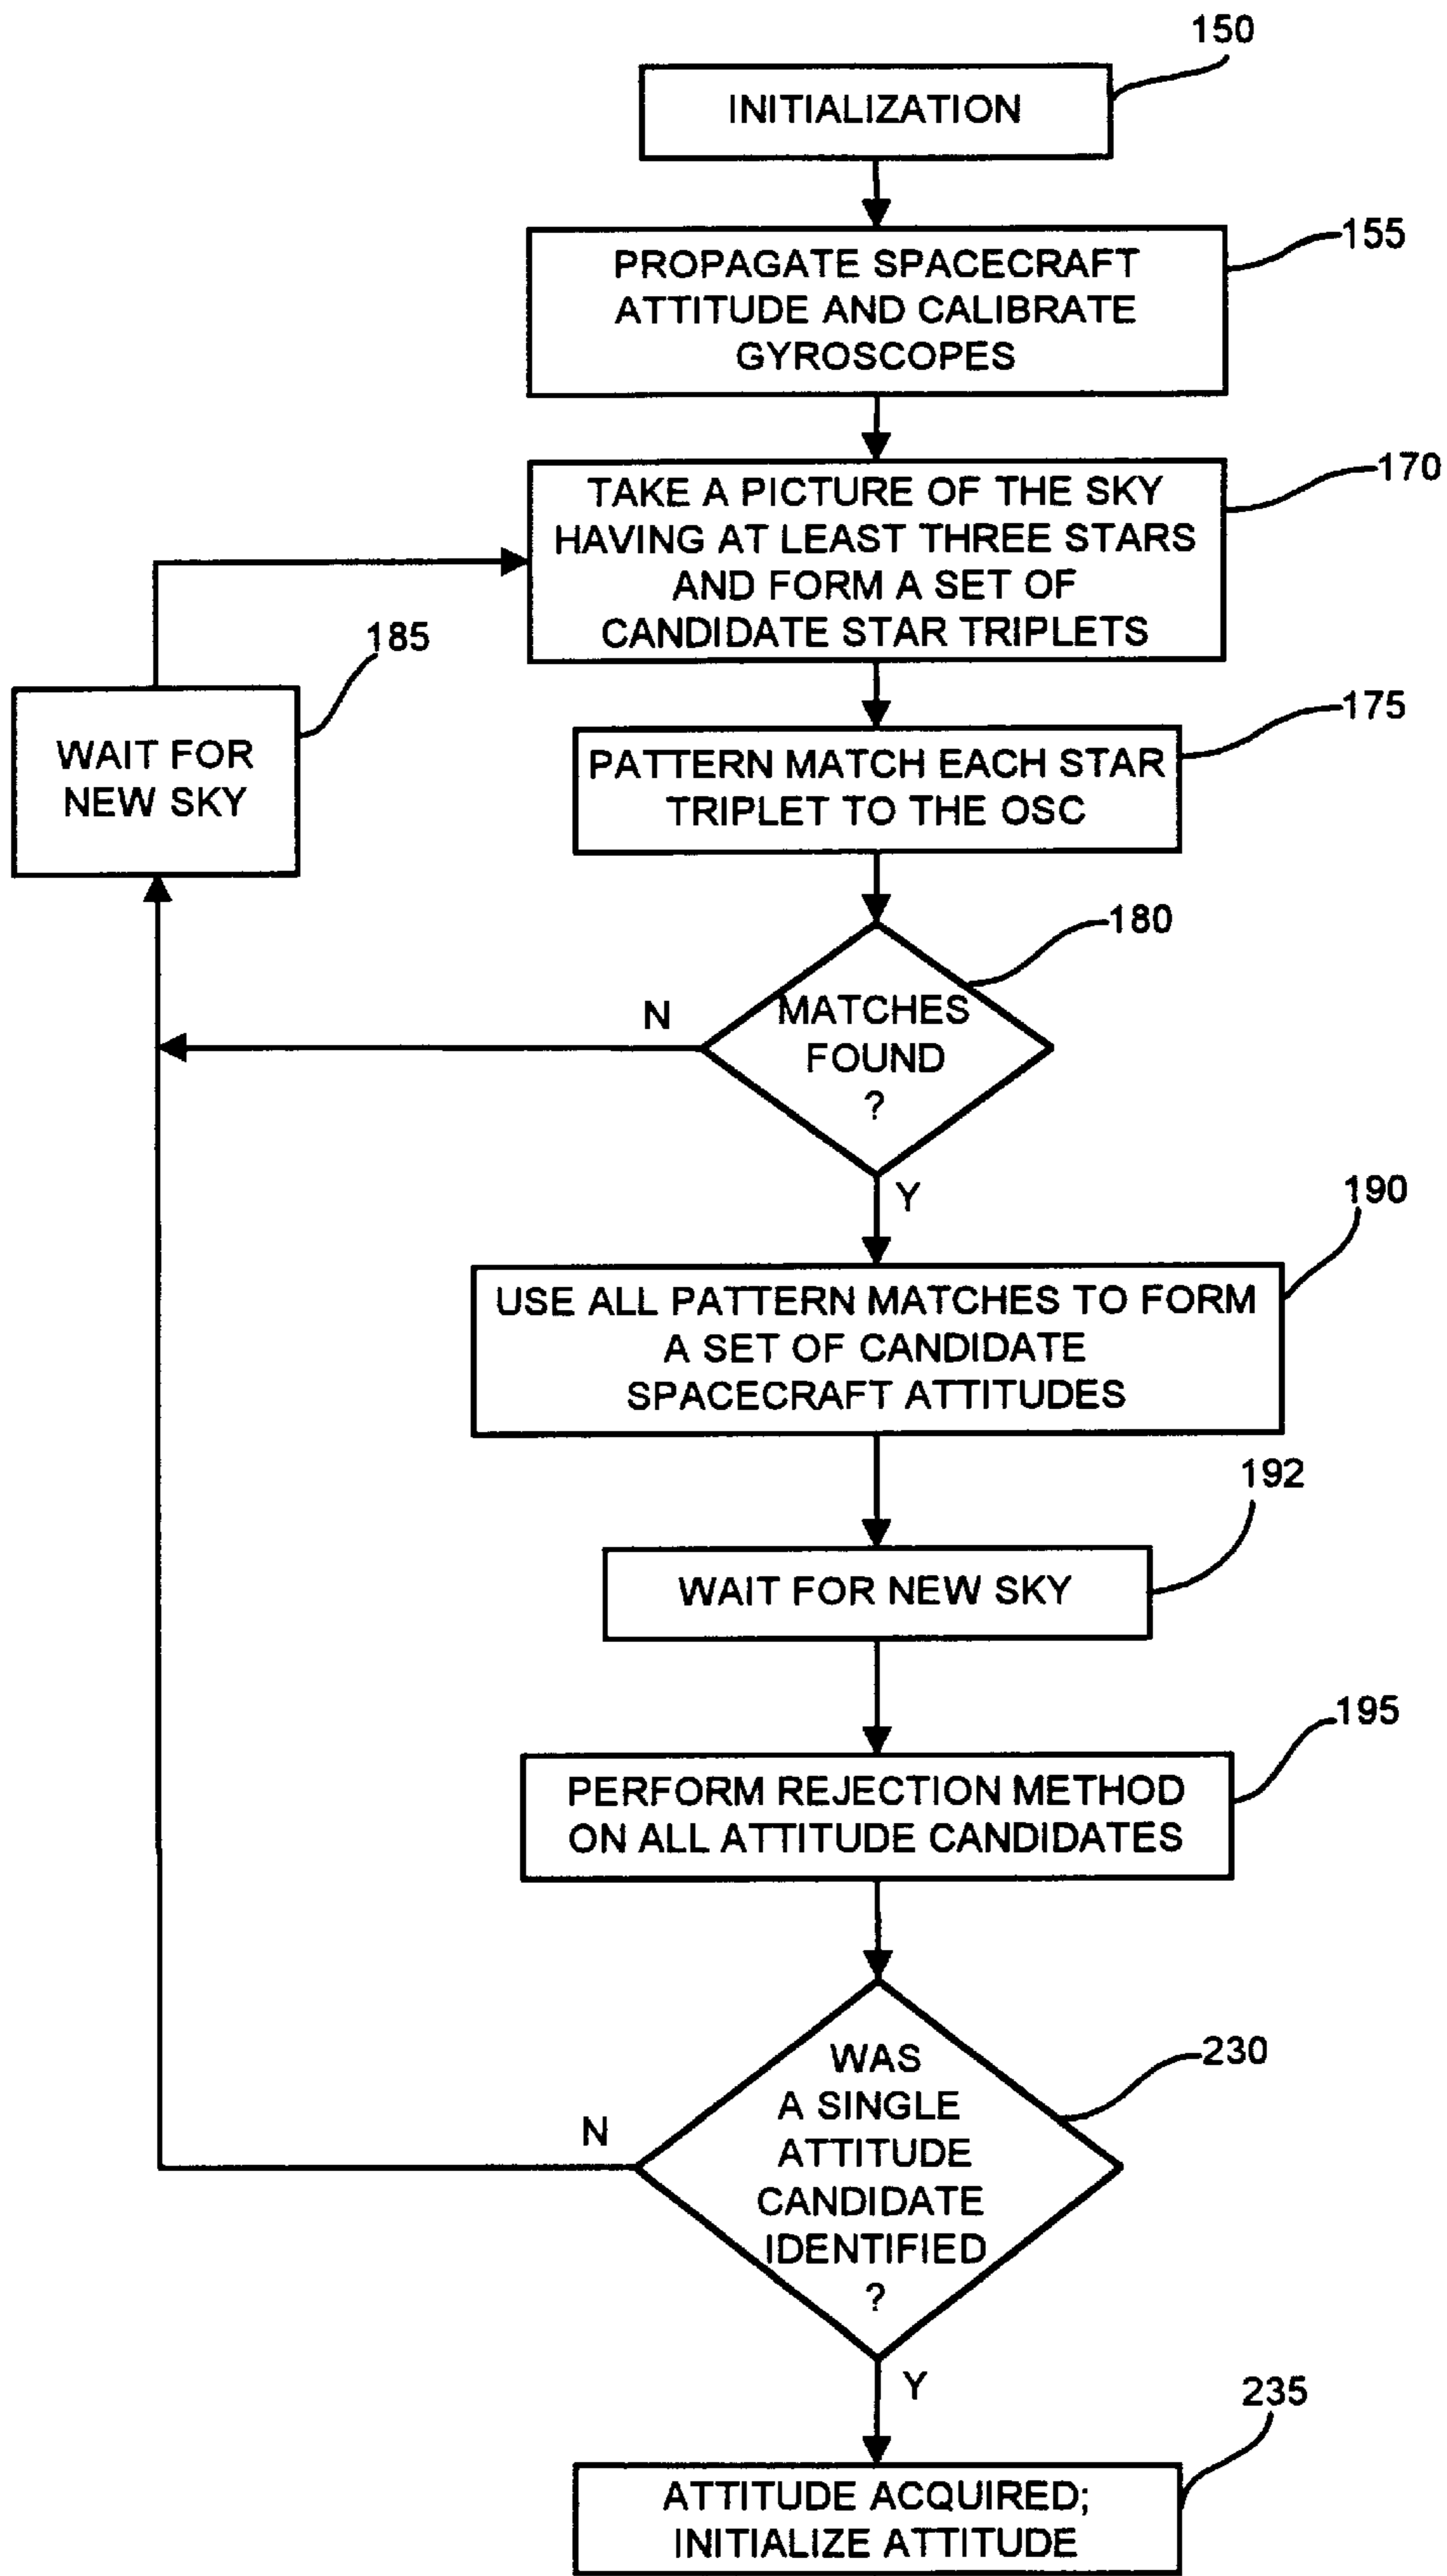 150
INITIALIZATION
155
PROPAGATE SPACECRAFT
ATTITUDE AND CALIBRATE
GYROSCOPES
170
TAKE A PICTURE OF THE SKY
HAVING AT LEAST THREE STARS
AND FORM A SET OF
CANDIDATE STAR TRIPLETS
185
WAIT FOR
NEW SKY
175
PATTERN MATCH EACH STAR
TRIPLET TO THE OSC
180
MATCHES
FOUND
?
N
Y
190
USE ALL PATTERN MATCHES TO FORM
A SET OF CANDIDATE
SPACECRAFT ATTITUDES
192
WAIT FOR NEW SKY
195
PERFORM REJECTION METHOD
ON ALL ATTITUDE CANDIDATES
230
WAS
A SINGLE
ATTITUDE
CANDIDATE
IDENTIFIED
?
N
Y
235
ATTITUDE ACQUIRED;
INITIALIZE ATTITUDE